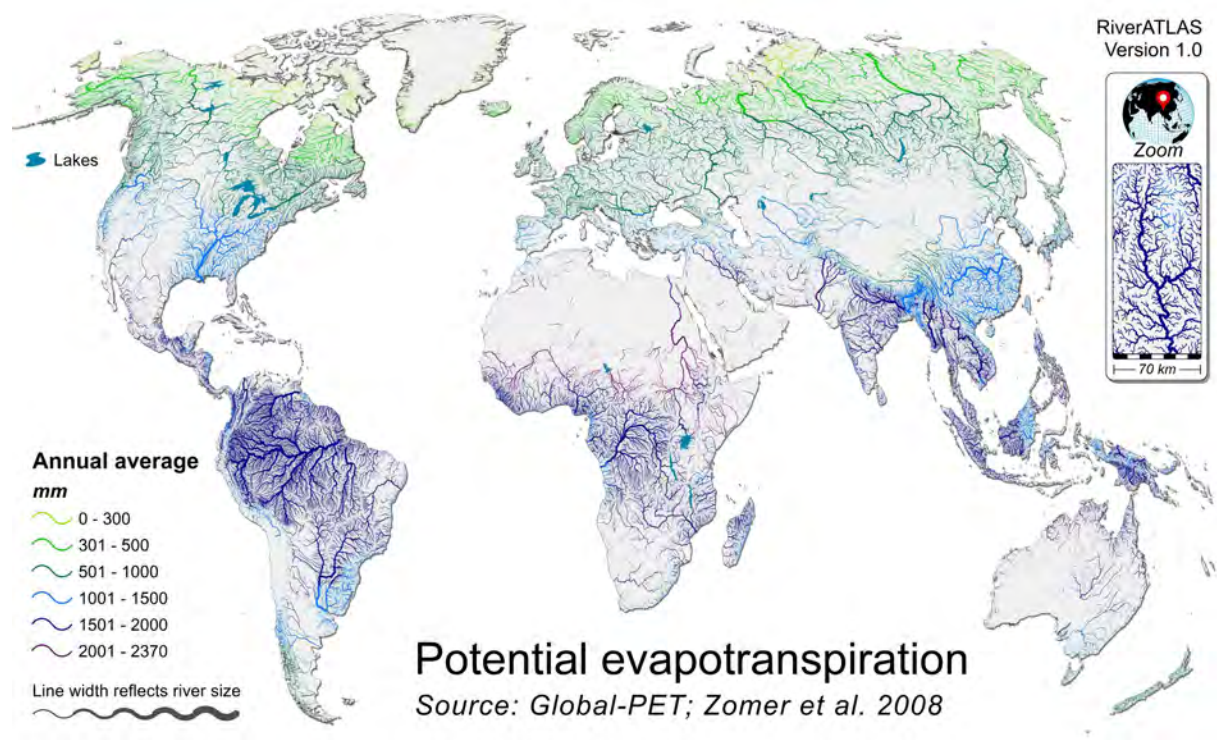 RiverATLAS
Version 1.0
Zoom
70 km
Lakes
Annual average
mm
0 - 300
301 - 500
501 - 1000
1001 - 1500
1501 - 2000
2001 - 2370
Line width reflects river size
Potential evapotranspiration
Source: Global-PET; Zomer et al. 2008